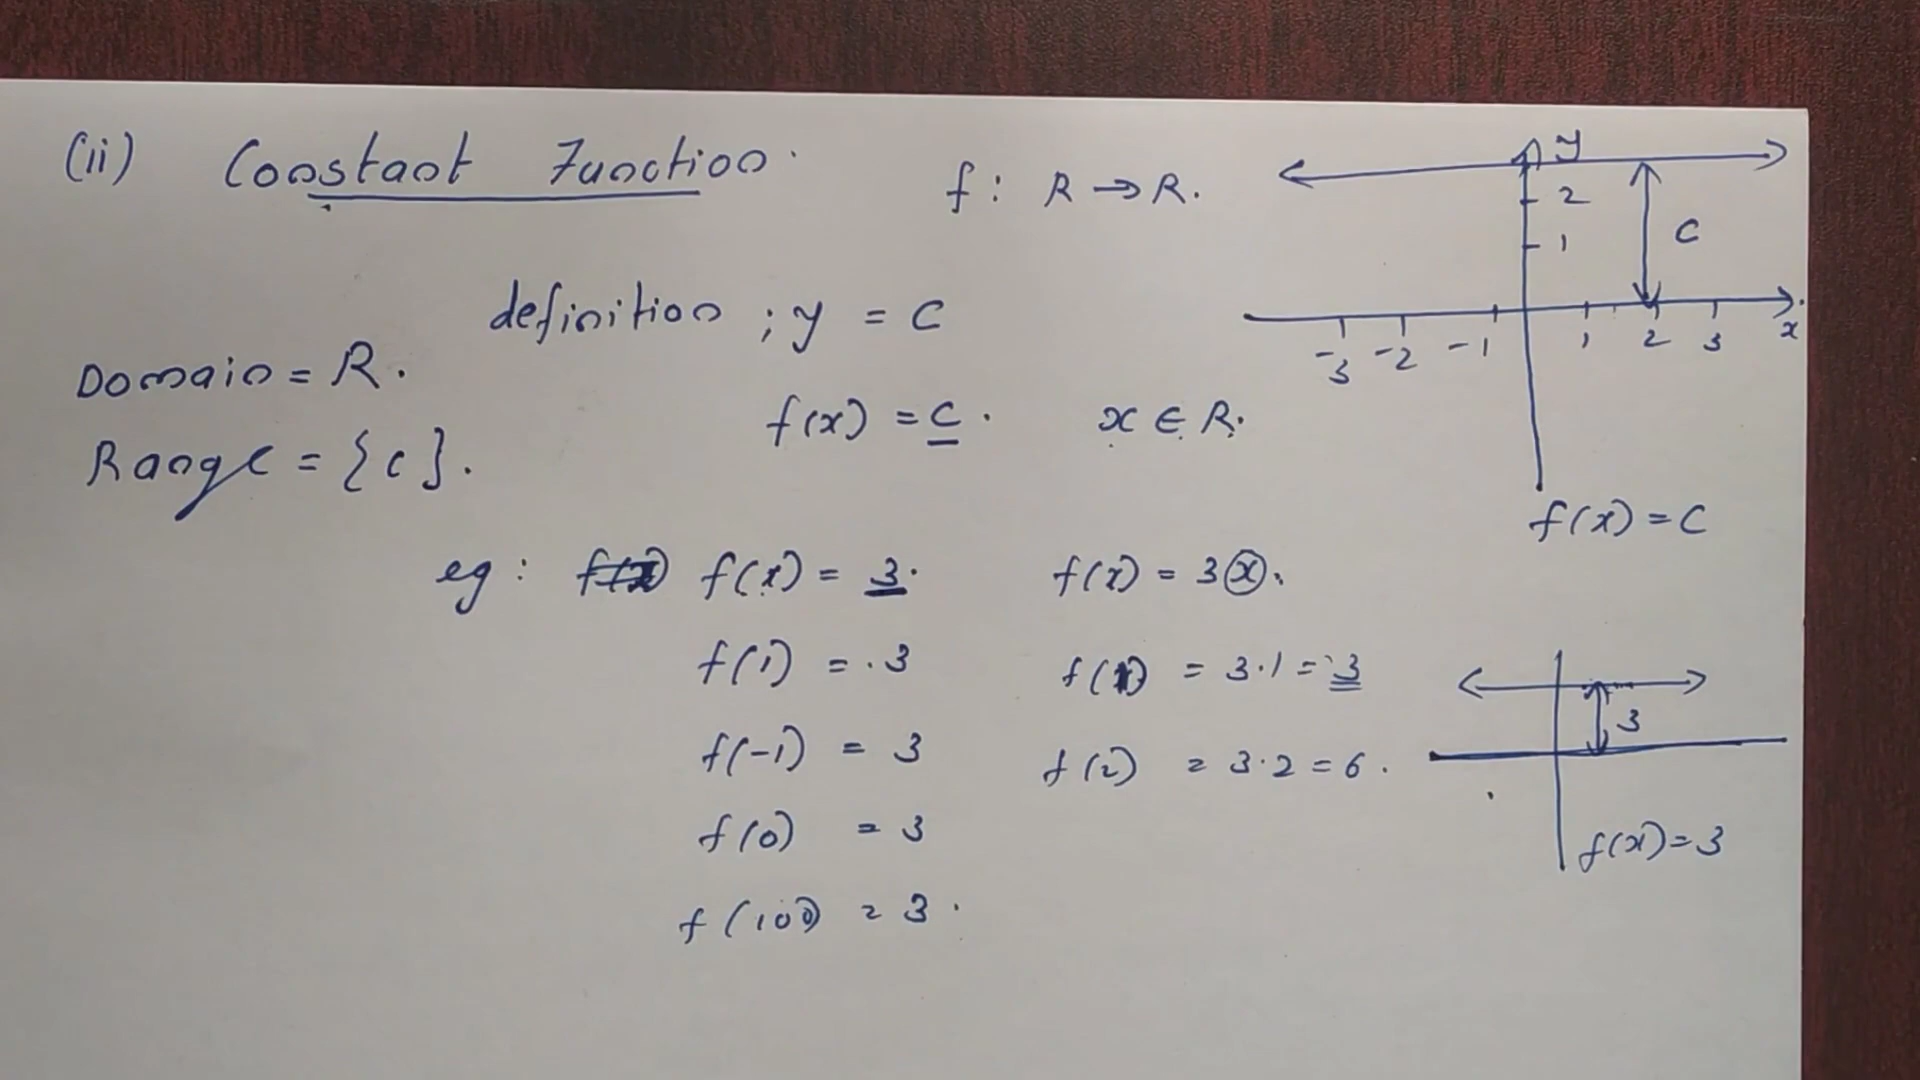 (ii) Constant Function.
f : R → R.
definition ; y = C
Domain = R.
f(x) = C. x ∈ R.
Range = {c}.
eg : f(x) = 3. f(x) = 3x.
f(1) = . 3 f(1) = 3·1 = 3
f(-1) = 3 f(2) = 3·2 = 6.
f(0) = 3
f(100) = 3.
y
2
1
C
-3 -2 -1 1 2 3 x
f(x) = C
3
f(x) = 3